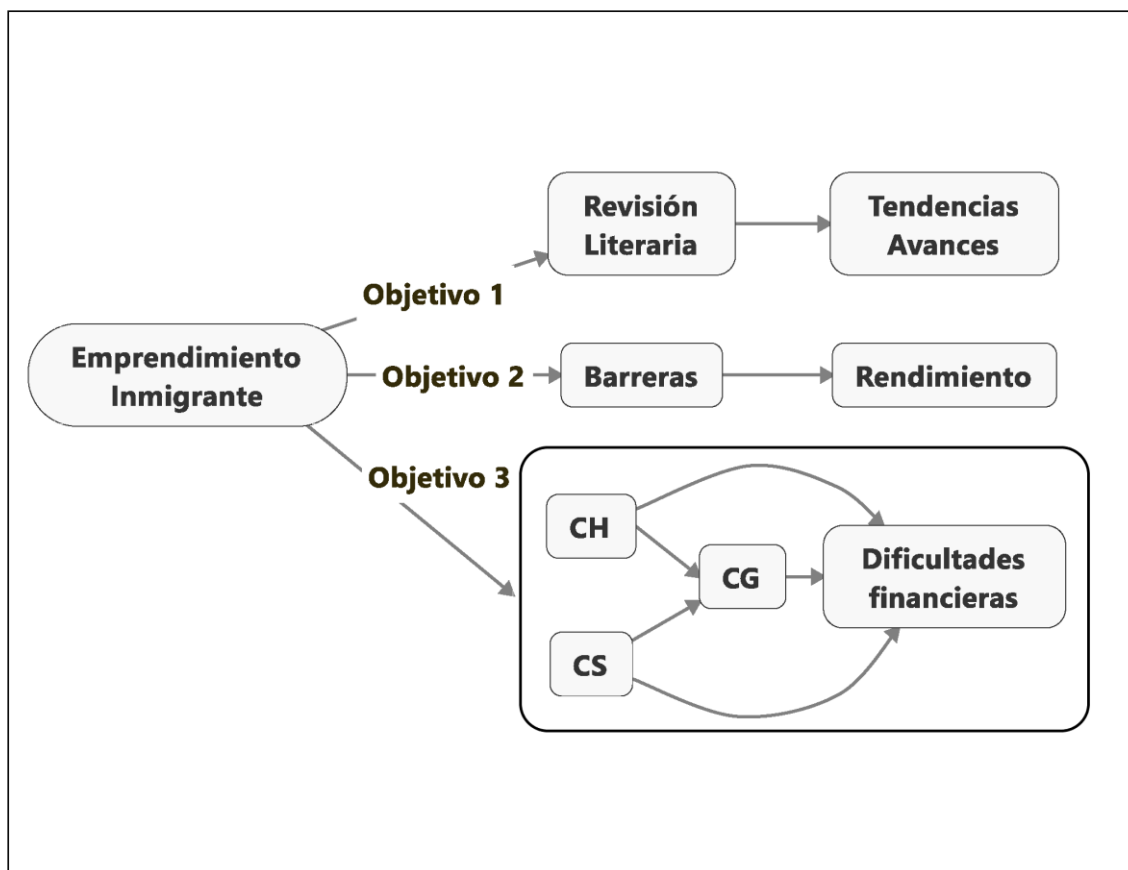 Revisión
Literaria
Tendencias
Avances
Objetivo 1
Emprendimiento
Inmigrante
Objetivo 2
Barreras
Rendimiento
Objetivo 3
CH
CG
CS
Dificultades
financieras